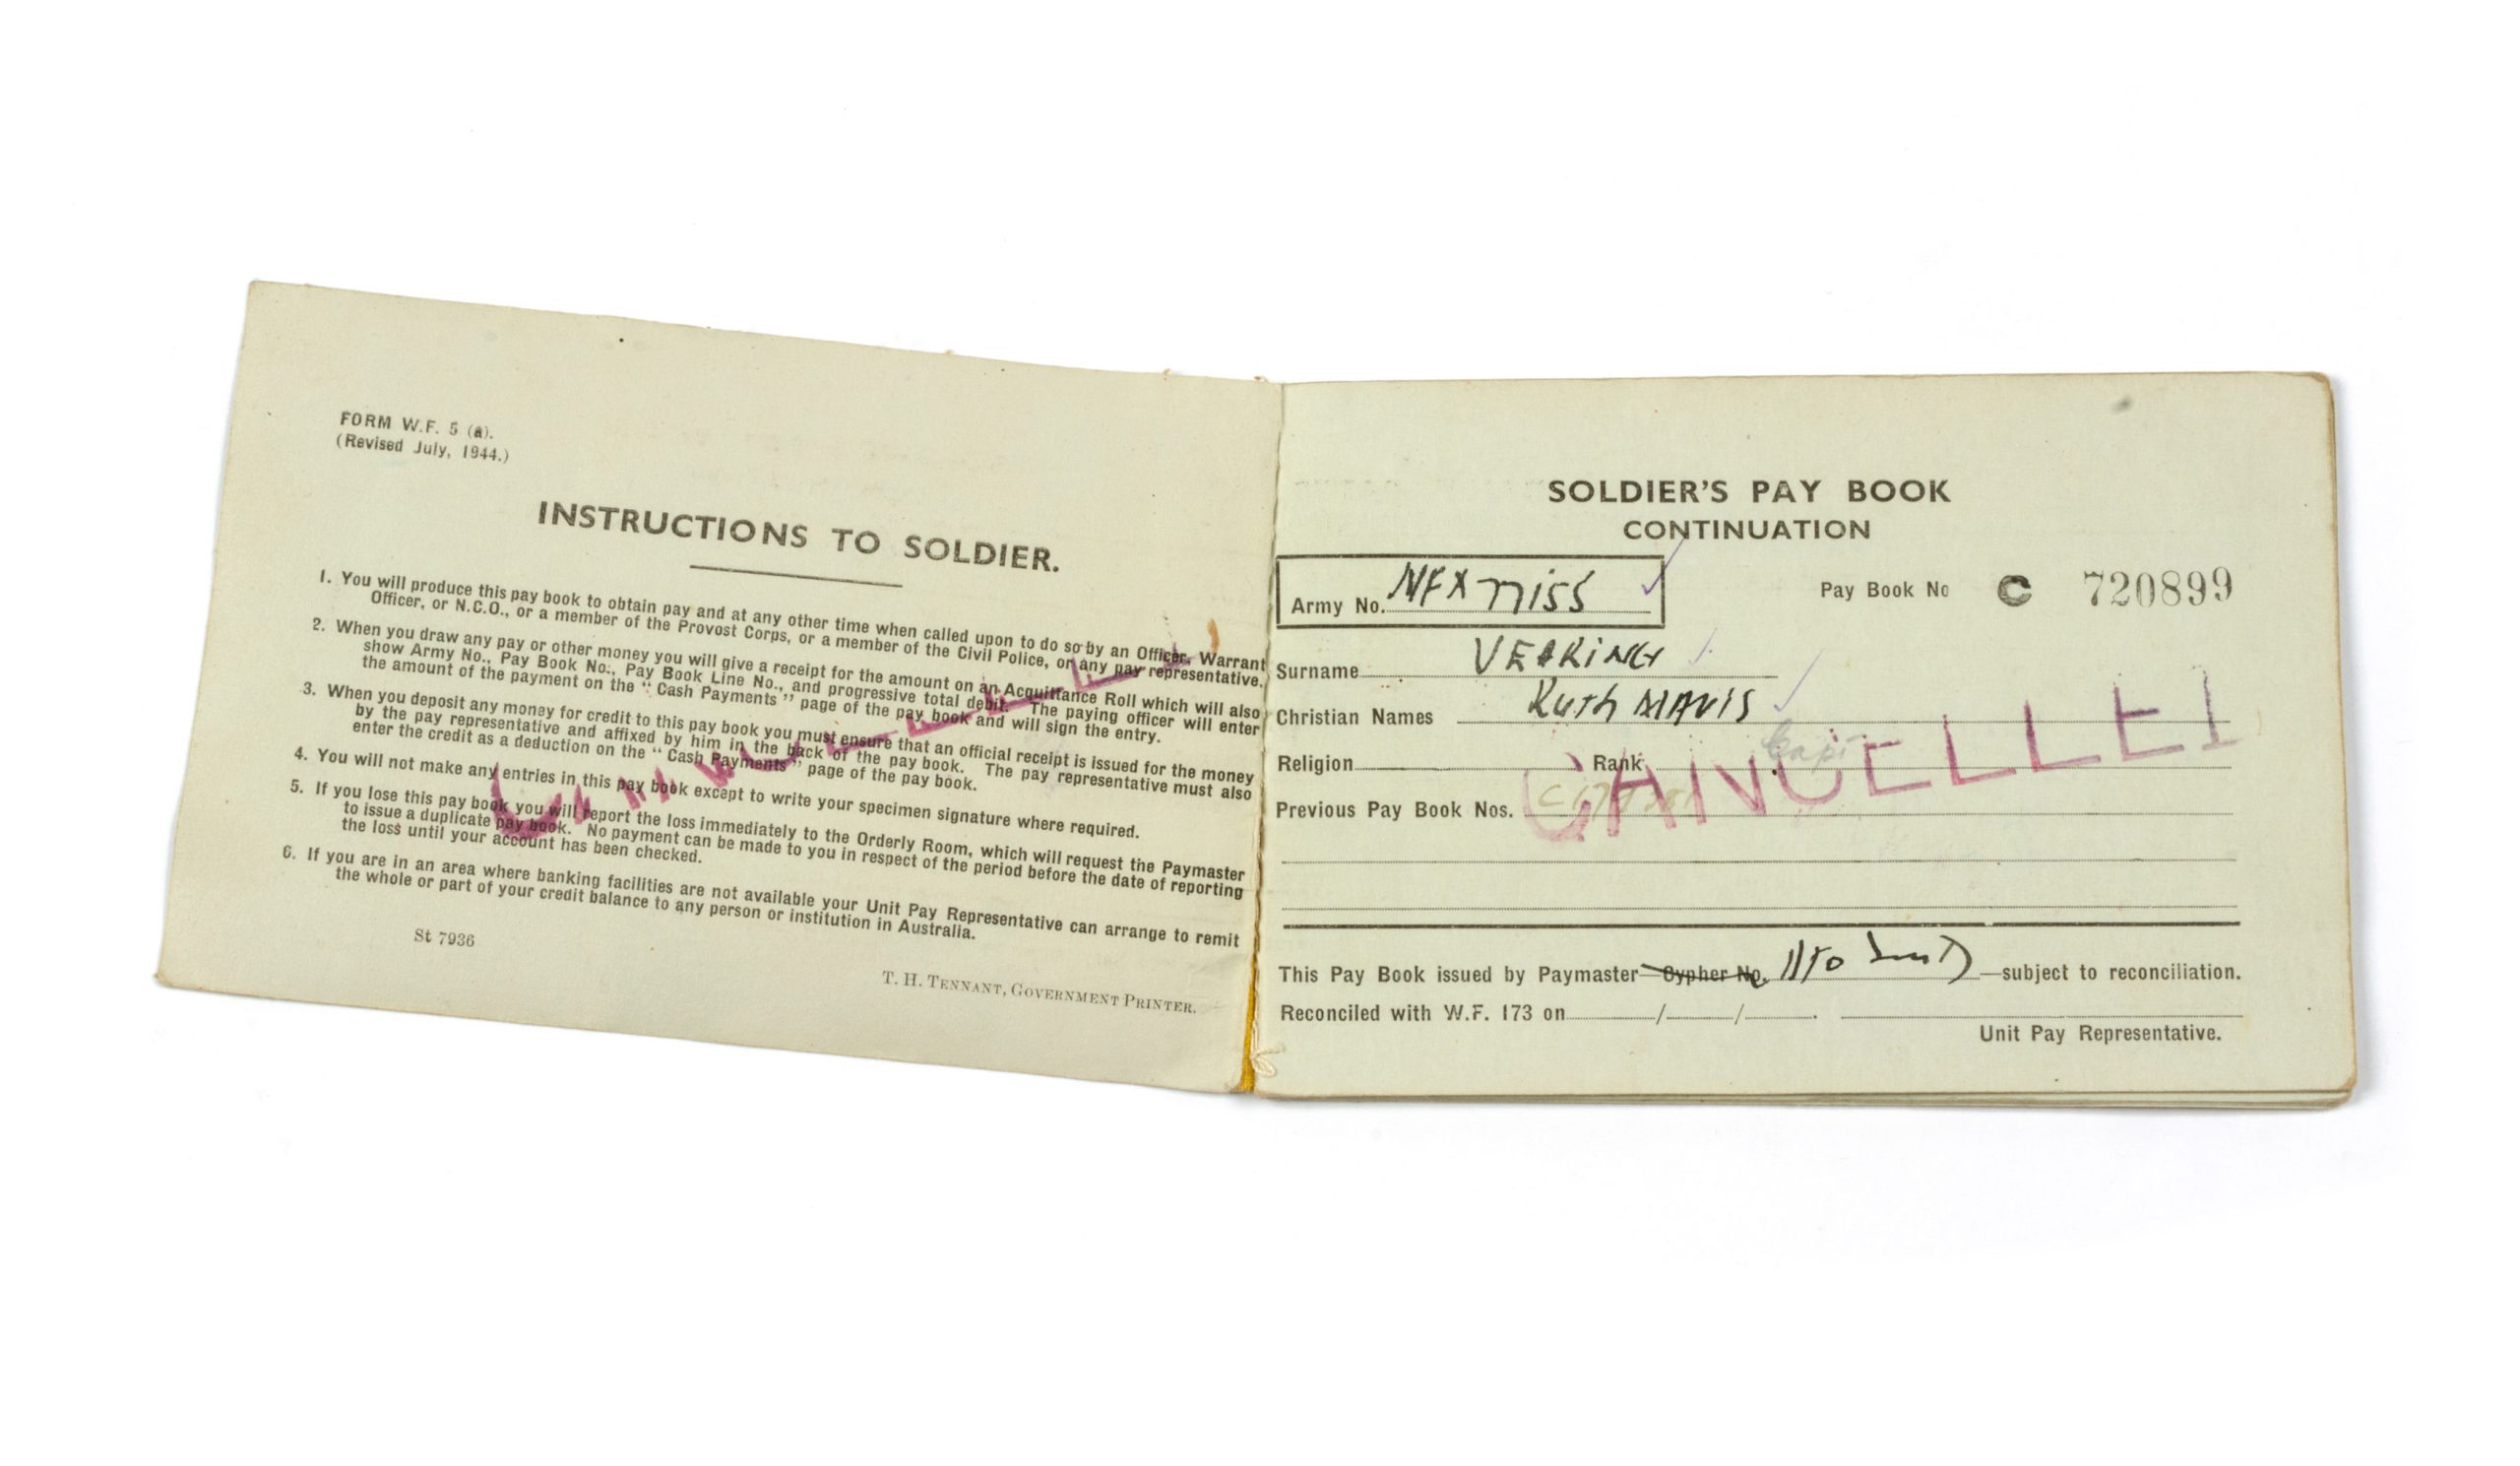 FORM W.F. 5 (a).
(Revised July, 1944.)
INSTRUCTIONS TO SOLDIER.
1. You will produce this pay book to obtain pay and at any other time when called upon to do so by an Officer, Warrant
Officer, or N.C.O., or a member of the Provost Corps, or a member of the Civil Police, or any pay representative.
2. When you draw any pay or other money you will give a receipt for the amount on an Acquittance Roll which will also
show Army No., Pay Book No., Pay Book Line No., and progressive total debit. The paying officer will enter
the amount of the payment on the “Cash Payments” page of the pay book and will sign the entry.
3. When you deposit any money for credit to this pay book you must ensure that an official receipt is issued for the money
by the pay representative and affixed by him in the back of the pay book. The pay representative must also
enter the credit as a deduction on the “Cash Payments” page of the pay book.
4. You will not make any entries in this pay book except to write your specimen signature where required.
5. If you lose this pay book you will report the loss immediately to the Orderly Room, which will request the Paymaster
to issue a duplicate pay book. No payment can be made to you in respect of the period before the date of reporting
the loss until your account has been checked.
6. If you are in an area where banking facilities are not available your Unit Pay Representative can arrange to remit
the whole or part of your credit balance to any person or institution in Australia.
St 7936
T. H. TENNANT, GOVERNMENT PRINTER.
SOLDIER'S PAY BOOK
CONTINUATION
Army No. NFX
Pay Book No C 720899
Surname
Christian Names Ruth MAVIS
Religion Rank Capt
Previous Pay Book Nos.
CANCELLED
This Pay Book issued by Paymaster Cypher No. —subject to reconciliation.
Reconciled with W.F. 173 on / / .
Unit Pay Representative.